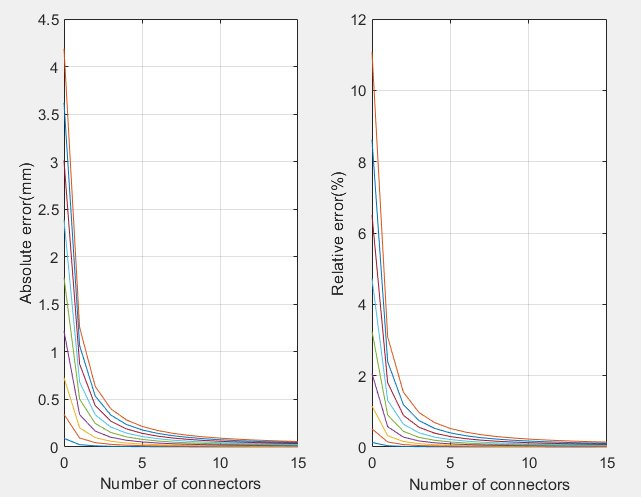 4.5
4
3.5
3
2.5
2
1.5
1
0.5
0
Absolute error(mm)
0 5 10 15
Number of connectors
12
10
8
6
4
2
0
Relative error(%)
0 5 10 15
Number of connectors